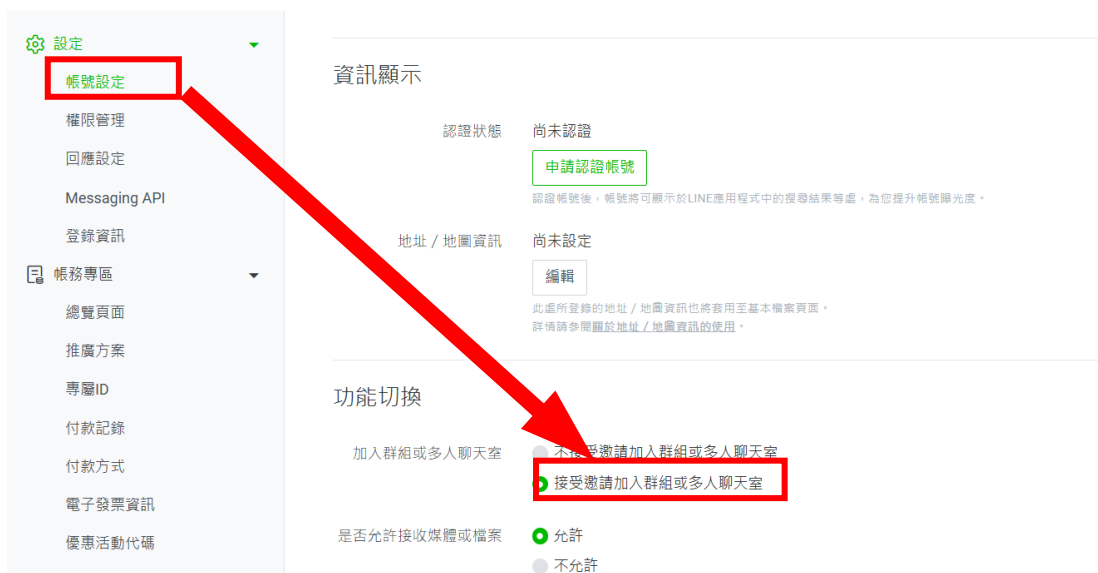 設定
帳號設定
權限管理
回應設定
Messaging API
登錄資訊
帳務專區
總覽頁面
推廣方案
專屬ID
付款記錄
付款方式
電子發票資訊
優惠活動代碼
資訊顯示
認證狀態
尚未認證
申請認證帳號
認證帳號後,帳號將可顯示於LINE應用程式中的搜尋結果等處,為您提升帳號曝光度。
地址 / 地圖資訊
尚未設定
編輯
此處所登錄的地址 / 地圖資訊也將套用至基本檔案頁面。
詳情請參閱關於地址 / 地圖資訊的使用。
功能切換
加入群組或多人聊天室
不接受邀請加入群組或多人聊天室
接受邀請加入群組或多人聊天室
是否允許接收媒體或檔案
允許
不允許